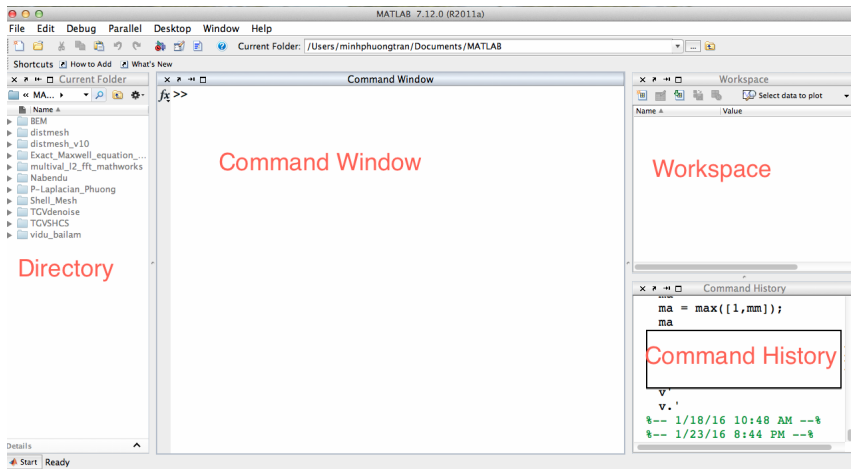 MATLAB 7.12.0 (R2011a)
File Edit Debug Parallel Desktop Window Help
Current Folder: /Users/minhphuongtran/Documents/MATLAB
Shortcuts How to Add What's New
Current Folder
« MA...
Name
BEM
distmesh
distmesh_v10
Exact_Maxwell_equation_...
multival_l2_fft_mathworks
Nabendu
P-Laplacian_Phuong
Shell_Mesh
TGVdenoise
TGVSHCS
vidu_bailam
Directory
Details
Command Window
fx >>
Command Window
Workspace
Select data to plot
Name Value
Workspace
Command History
ma = max([1,mm]);
ma
Command History
v'
v.'
%-- 1/18/16 10:48 AM --%
%-- 1/23/16 8:44 PM --%
Start Ready